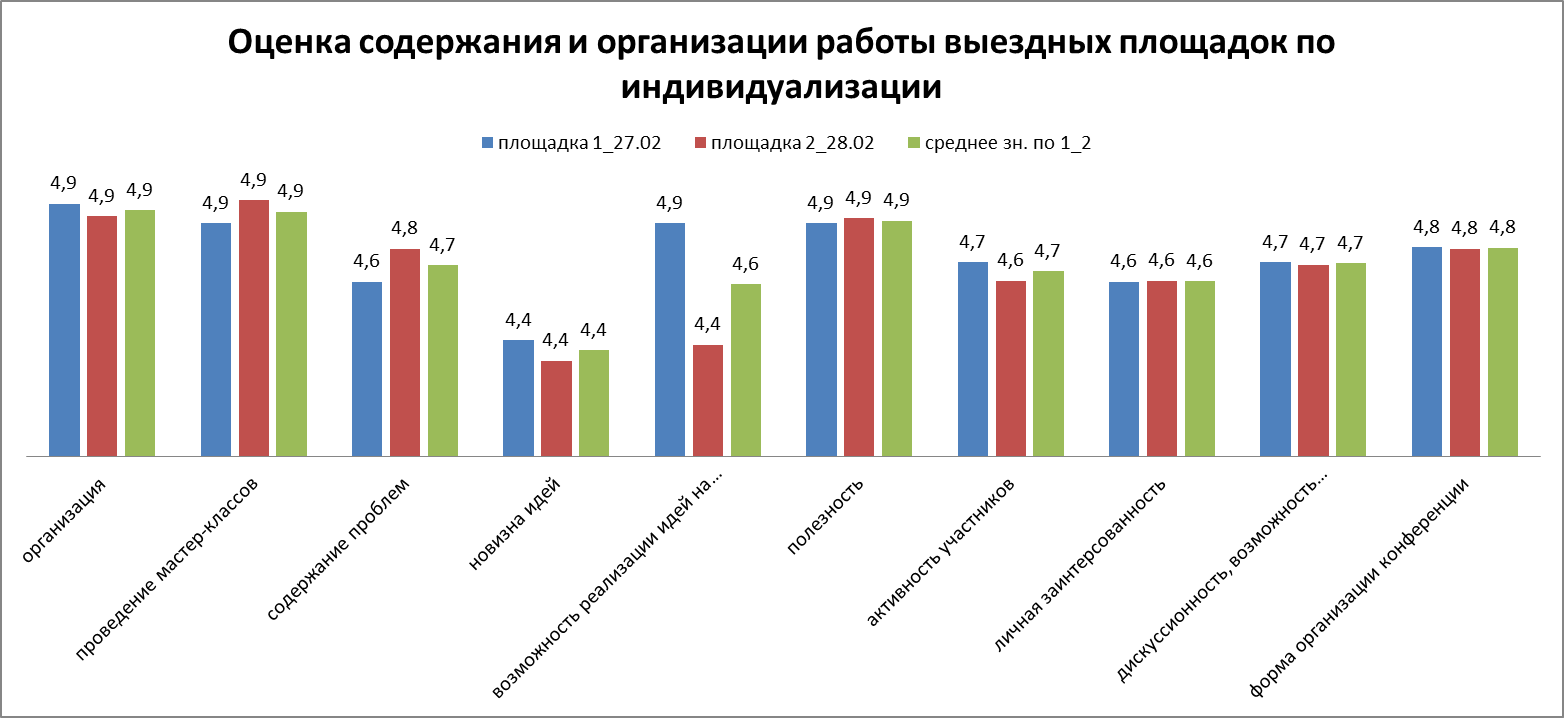 Оценка содержания и организации работы выездных площадок по
индивидуализации
площадка 1_27.02
площадка 2_28.02
среднее зн. по 1_2
4,9 4,9 4,9
4,9 4,9 4,9
4,6 4,8 4,7
4,4 4,4 4,4
4,9 4,4 4,6
4,9 4,9 4,9
4,7 4,6 4,7
4,6 4,6 4,6
4,7 4,7 4,7
4,8 4,8 4,8
организация
проведение мастер-классов
содержание проблем
новизна идей
возможность реализации идей на...
полезность
активность участников
личная заинтерсованность
дискуссионность, возможность...
форма организации конференции